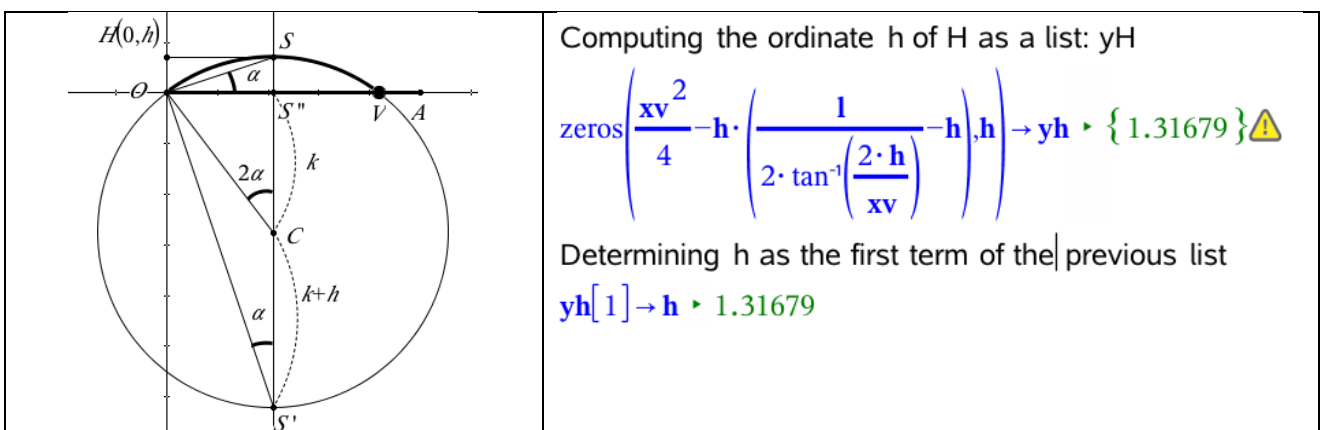 H(0,h)
S
α
O
S"
V
A
k
2α
C
k+h
α
S'
Computing the ordinate h of H as a list: yH
zeros(xv²/4−h·(l/(2·tan⁻¹(2·h/xv))−h),h)→yh ▸ {1.31679}
Determining h as the first term of the previous list
yh[1]→h ▸ 1.31679